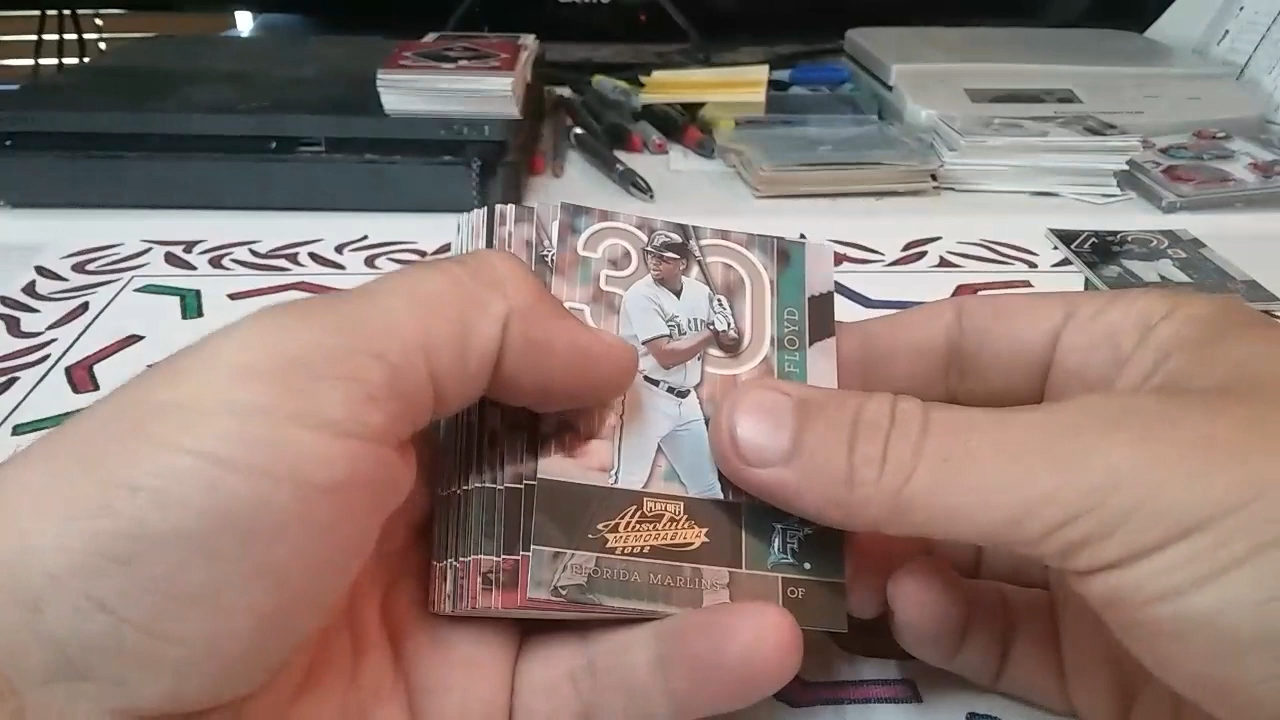 30
FLOYD
PLAYOFF
Absolute
MEMORABILIA
2002
F
FLORIDA MARLINS
OF